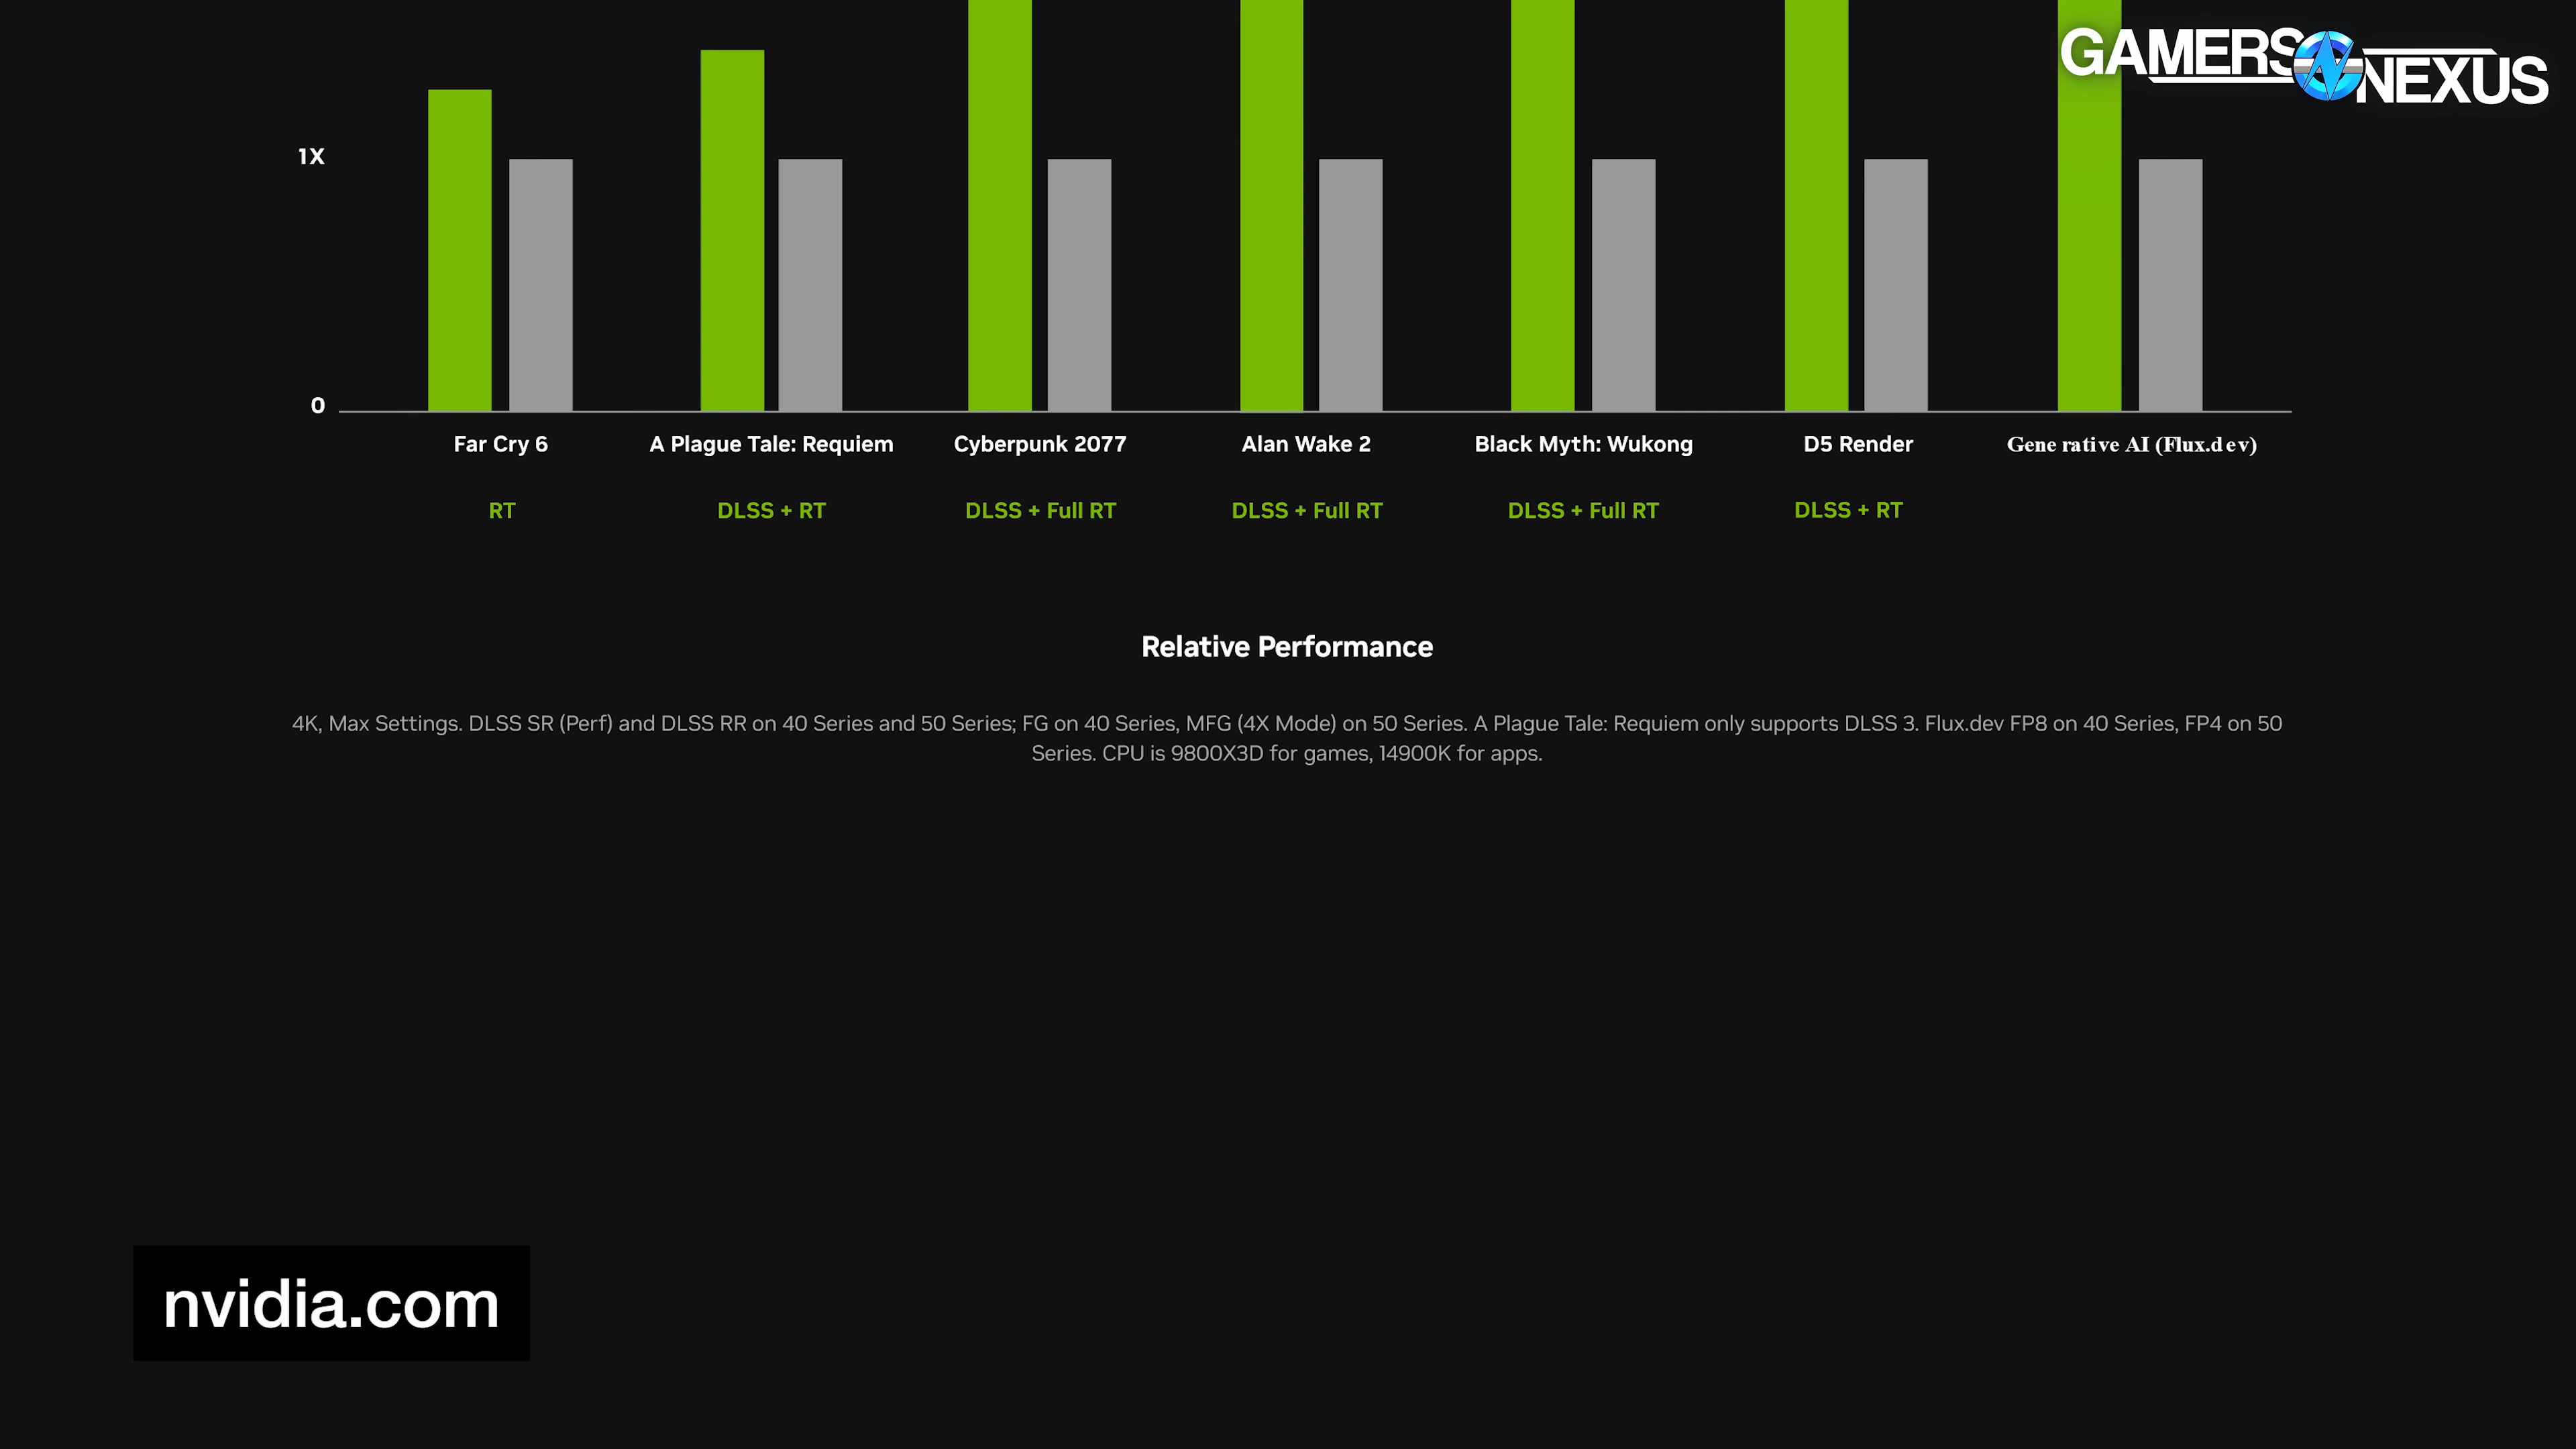 GAMERS NEXUS
1X
0
Far Cry 6 A Plague Tale: Requiem Cyberpunk 2077 Alan Wake 2 Black Myth: Wukong D5 Render Gene rative AI (Flux.dev)
RT DLSS + RT DLSS + Full RT DLSS + Full RT DLSS + Full RT DLSS + RT
Relative Performance
4K, Max Settings. DLSS SR (Perf) and DLSS RR on 40 Series and 50 Series; FG on 40 Series, MFG (4X Mode) on 50 Series. A Plague Tale: Requiem only supports DLSS 3. Flux.dev FP8 on 40 Series, FP4 on 50
Series. CPU is 9800X3D for games, 14900K for apps.
nvidia.com